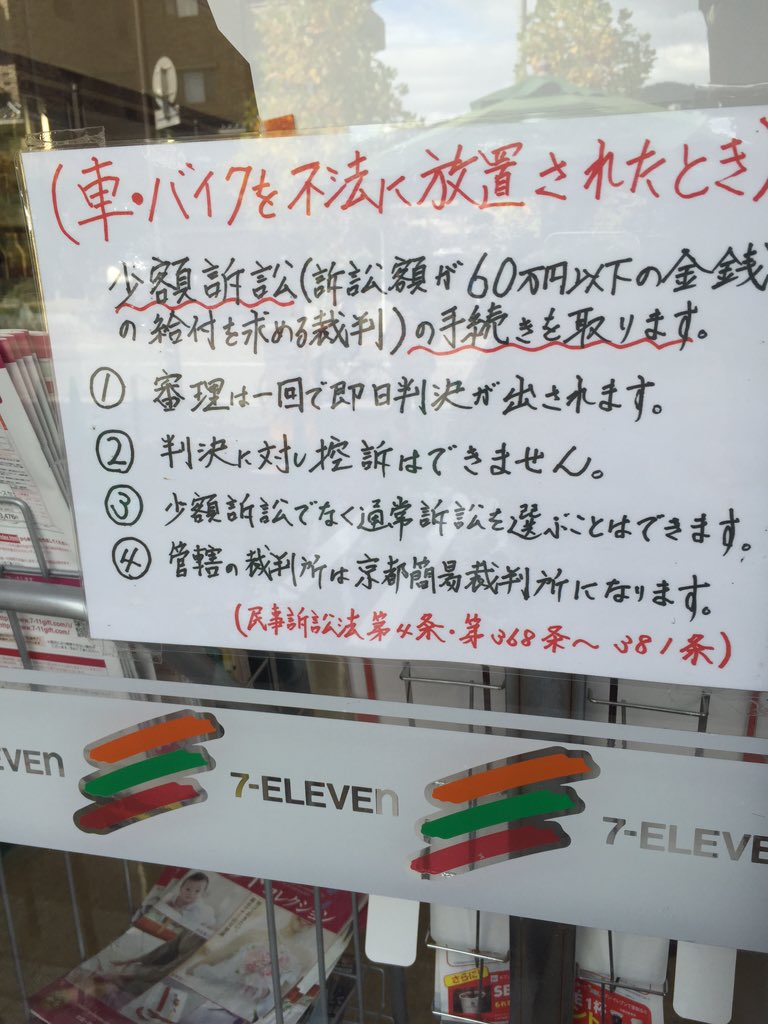 (車・バイクを不法に放置されたとき)
少額訴訟(訴訟額が60万円以下の金銭
の給付を求める裁判)の手続きを取ります。
① 審理は一回で即日判決が出されます。
② 判決に対し控訴はできません。
③ 少額訴訟でなく通常訴訟を選ぶことはできます。
④ 管轄の裁判所は京都簡易裁判所になります。
(民事訴訟法第4条・第368条～381条)
EVEn
7-ELEVEn
7-ELEVE